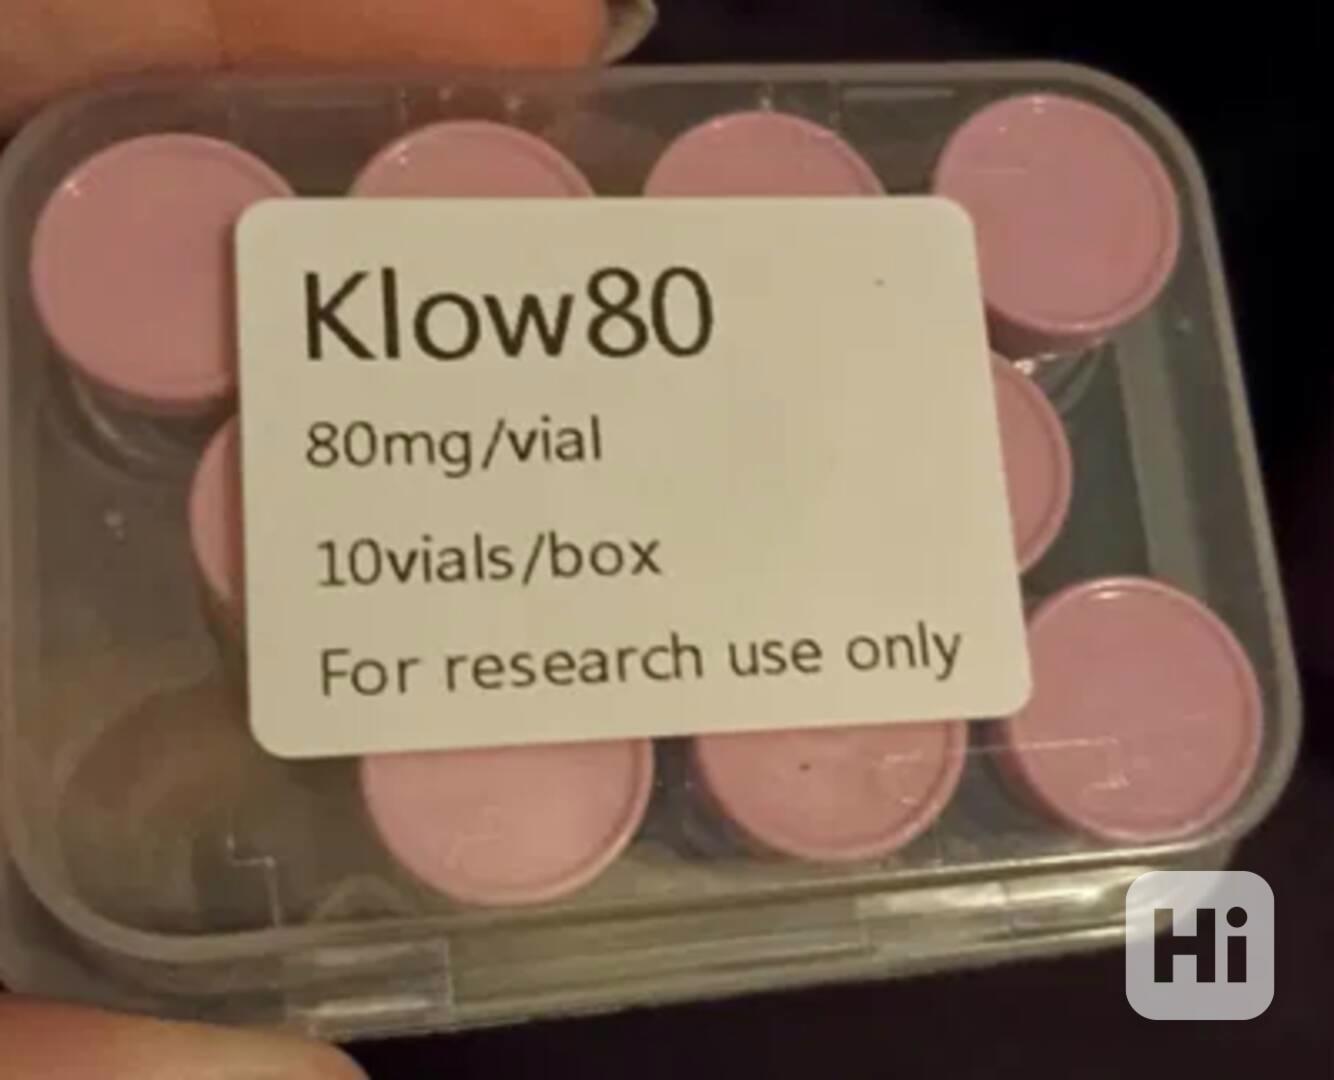 Klow80
80mg/vial
10vials/box
For research use only
Hi